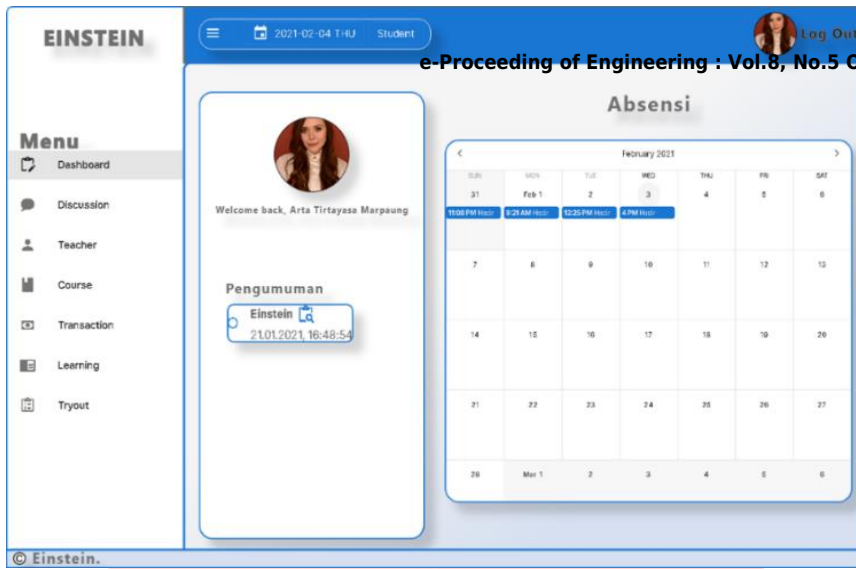 EINSTEIN
2021-02-04 THU Student
Log Out
e-Proceeding of Engineering : Vol.8, No.5 O
Menu
Dashboard
Discussion
Teacher
Course
Transaction
Learning
Tryout
Welcome back, Arta Tirtayasa Marpaung
Pengumuman
Einstein
21.01.2021, 16:48:54
Absensi
February 2021
SUN MON TUE WED THU FRI SAT
31 Feb 1 2 3 4 5 6
11:08 PM Hadir 8:21 AM Hadir 12:25 PM Hadir 4 PM Hadir
7 8 9 10 11 12 13
14 15 16 17 18 19 20
21 22 23 24 25 26 27
28 Mar 1 2 3 4 5 6
© Einstein.